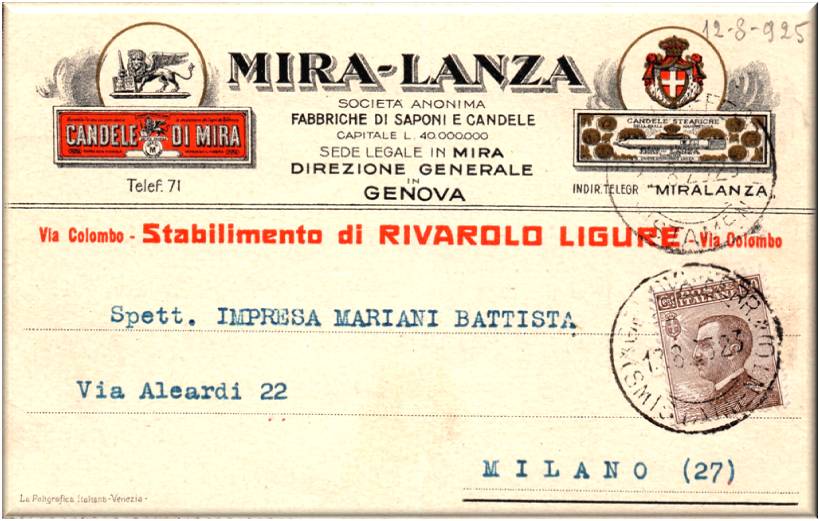 12-8-925
MIRA-LANZA
SOCIETÀ ANONIMA
FABBRICHE DI SAPONI E CANDELE
CAPITALE L. 40.000.000
SEDE LEGALE IN MIRA
DIREZIONE GENERALE
IN
GENOVA
CANDELE DI MIRA
Telef. 71
CANDELE STEARICHE
INDIR. TELEGR "MIRALANZA"
Via Colombo - Stabilimento di RIVAROLO LIGURE - Via Colombo
ITALIANE
Spett. IMPRESA MARIANI BATTISTA
Via Aleardi 22
MILANO (27)
La Poligrafica Italiana-Venezia-